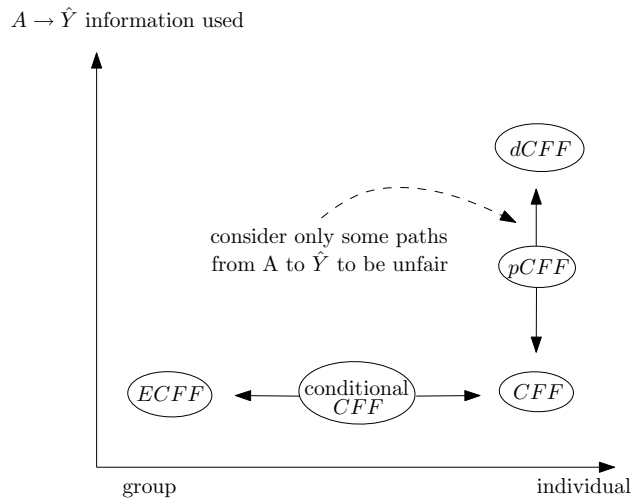 A → Ŷ information used
dCFF
consider only some paths
from A to Ŷ to be unfair
pCFF
ECFF
conditional
CFF
CFF
group
individual